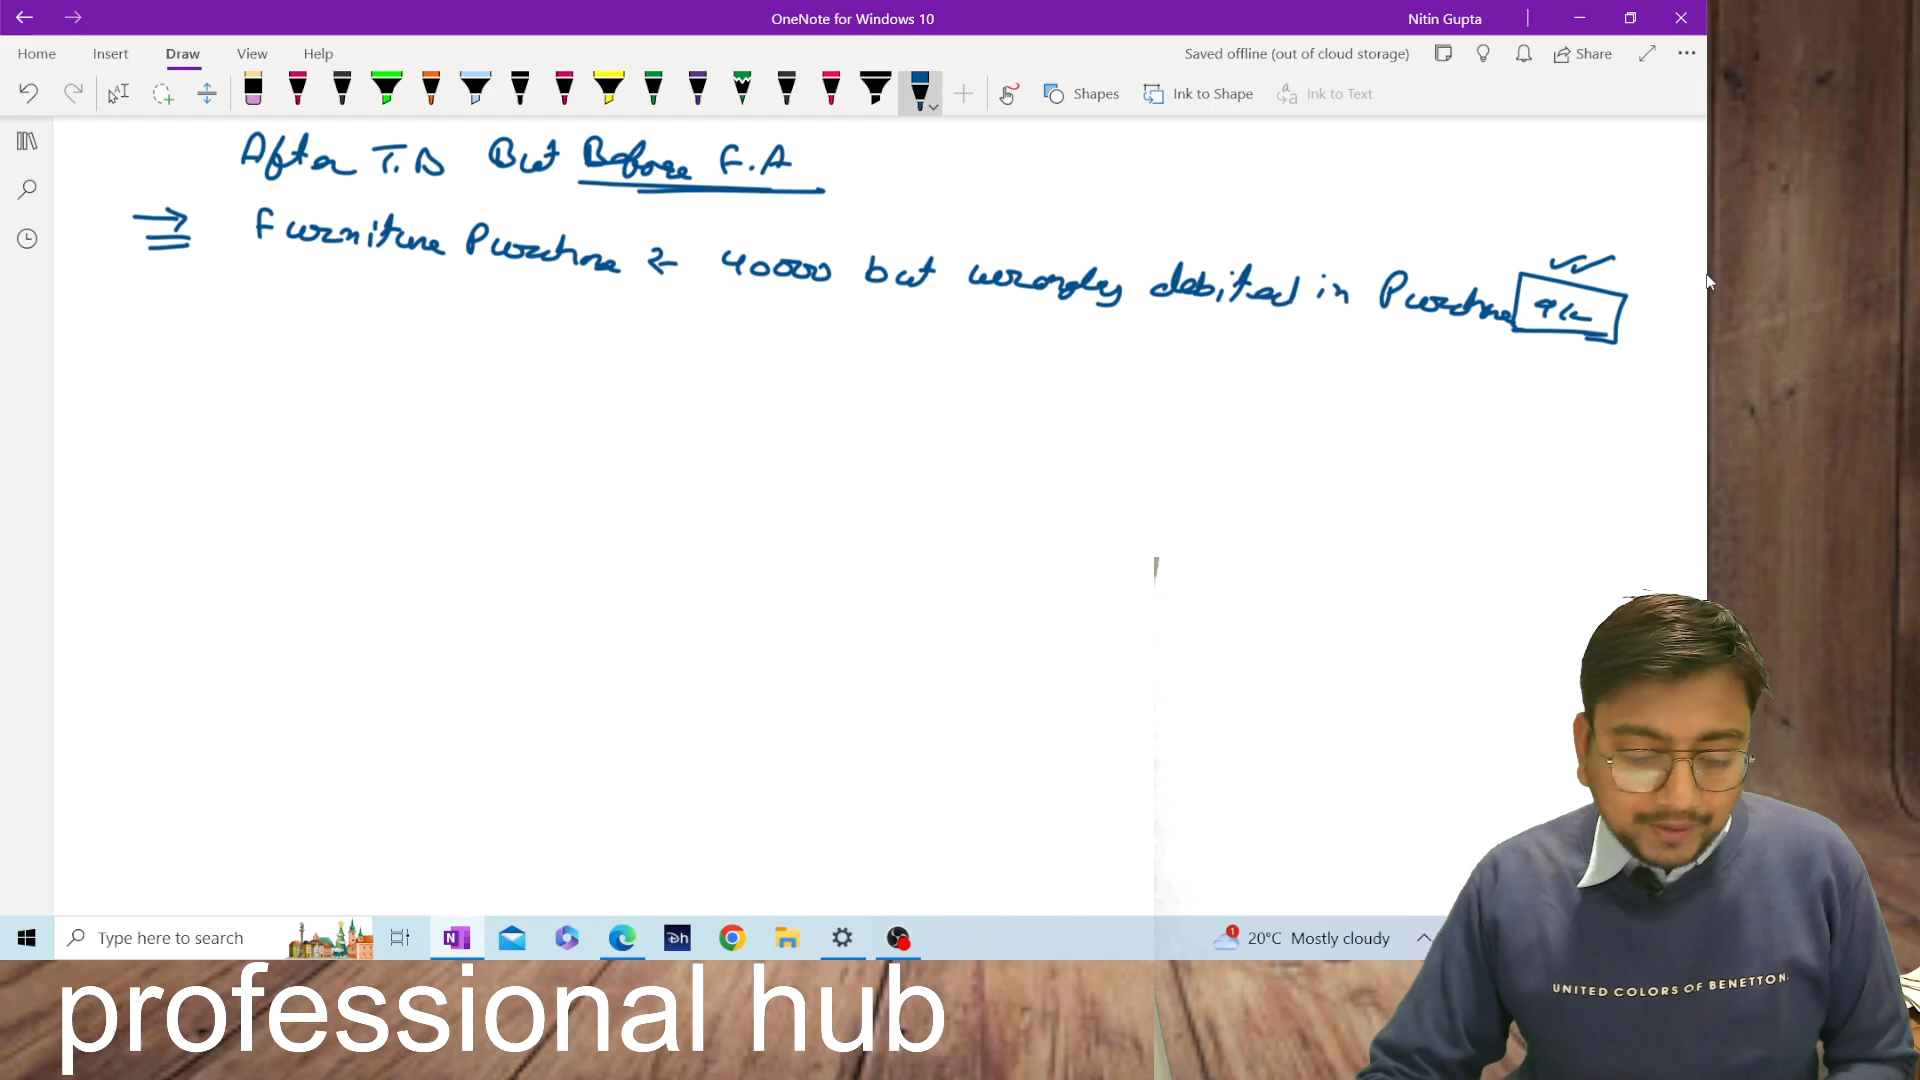 OneNote for Windows 10 Nitin Gupta
Home Insert Draw View Help Saved offline (out of cloud storage) Share
Shapes Ink to Shape Ink to Text
After T.B But Before F.A
Furniture Purchase 40000 but wrongly debited in Purchase a/c
Type here to search 1 20°C Mostly cloudy
UNITED COLORS OF BENETTON.
professional hub